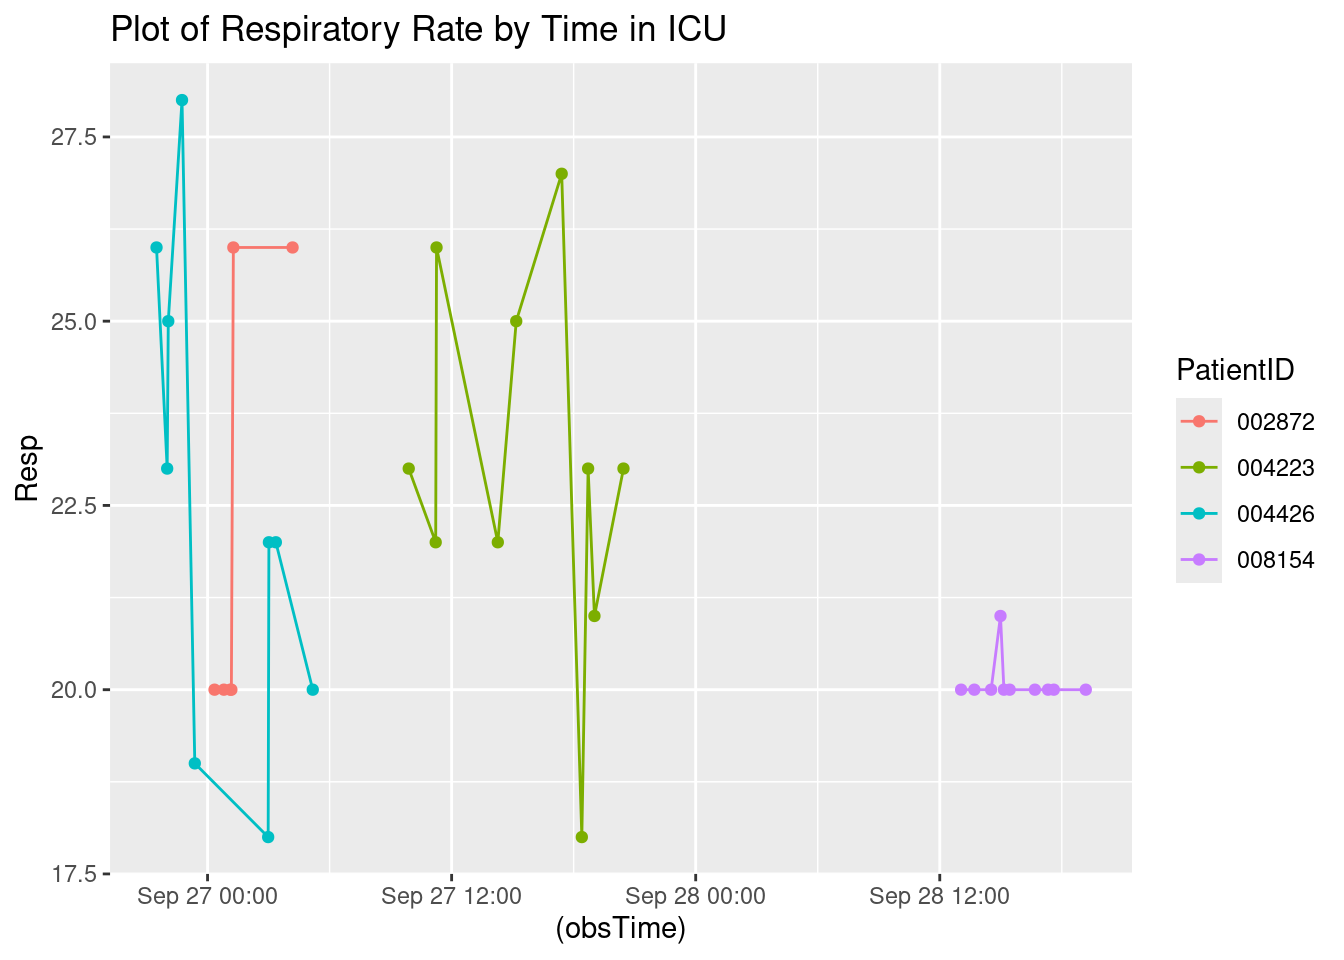 Plot of Respiratory Rate by Time in ICU
27.5
25.0
22.5
20.0
17.5
Resp
Sep 27 00:00
Sep 27 12:00
Sep 28 00:00
Sep 28 12:00
(obsTime)
PatientID
002872
004223
004426
008154